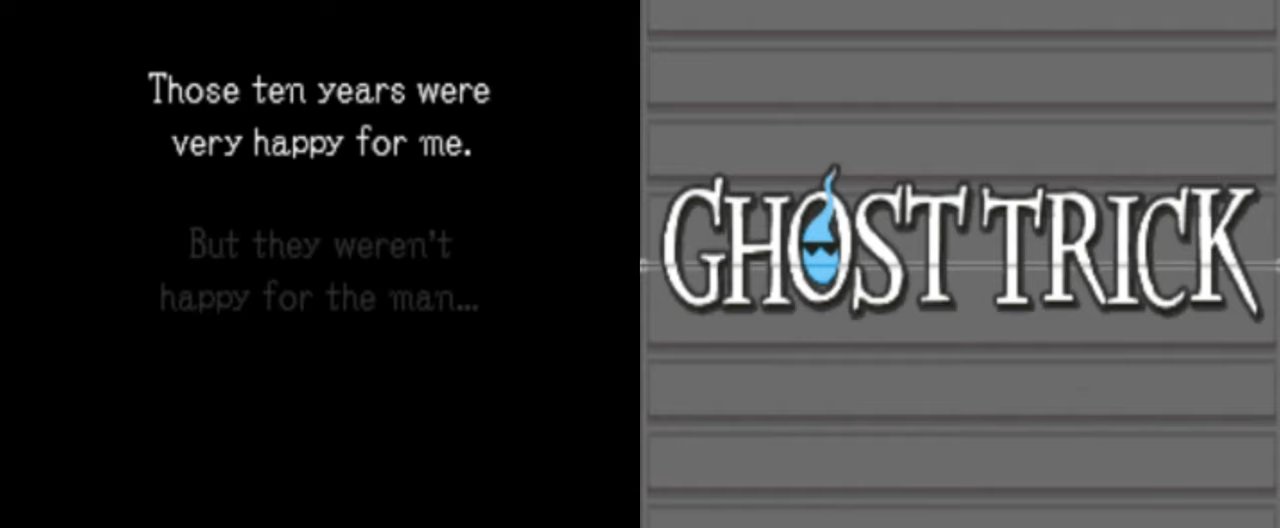 Those ten years were
very happy for me.
But they weren't
happy for the man...
GHOST TRICK